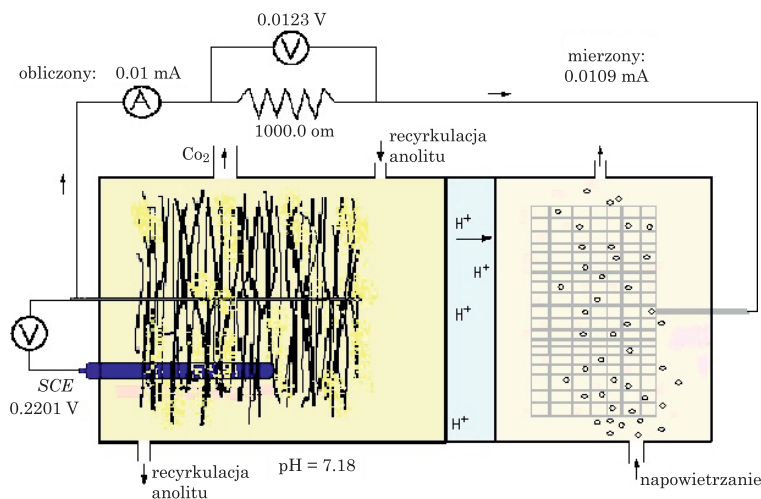 0.0123 V
V
obliczony:
0.01 mA
A
mierzony:
0.0109 mA
1000.0 om
Co₂
recyrkulacja
anolitu
H⁺
H⁺
H⁺
H⁺
V
SCE
0.2201 V
pH = 7.18
recyrkulacja
anolitu
napowietrzanie